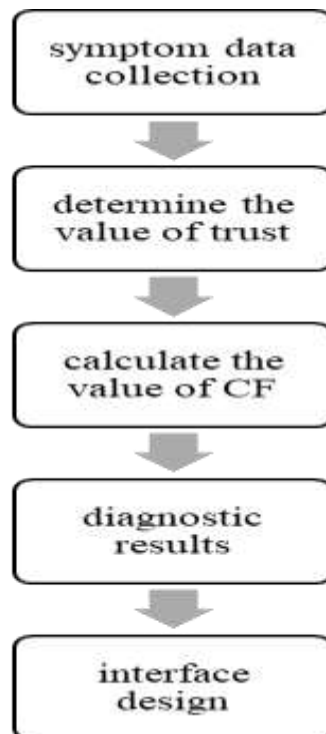 symptom data
collection
determine the
value of trust
calculate the
value of CF
diagnostic
results
interface
design